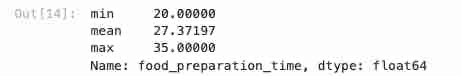 Out[14]: min     20.00000
mean    27.37197
max     35.00000
Name: food_preparation_time, dtype: float64